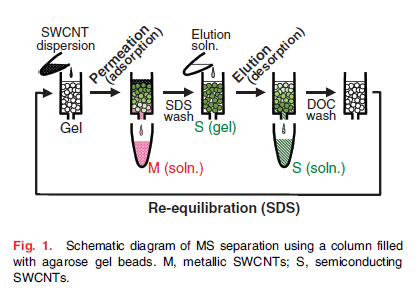 SWCNT
dispersion
Gel
Permeation
(adsorption)
M (soln.)
SDS
wash
Elution
soln.
S (gel)
Elution
(desorption)
S (soln.)
DOC
wash
Re-equilibration (SDS)
Fig. 1. Schematic diagram of MS separation using a column filled
with agarose gel beads. M, metallic SWCNTs; S, semiconducting
SWCNTs.